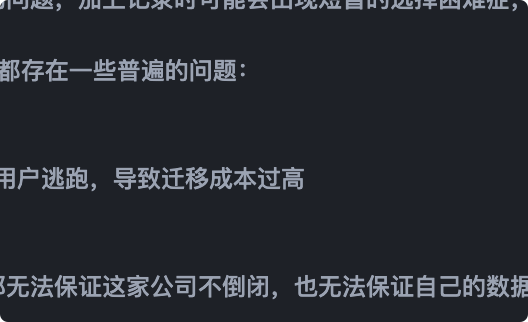 问题，加上记录时可能会出现短暂的选择困难症，
都存在一些普遍的问题：
用户逃跑，导致迁移成本过高
都无法保证这家公司不倒闭，也无法保证自己的数据